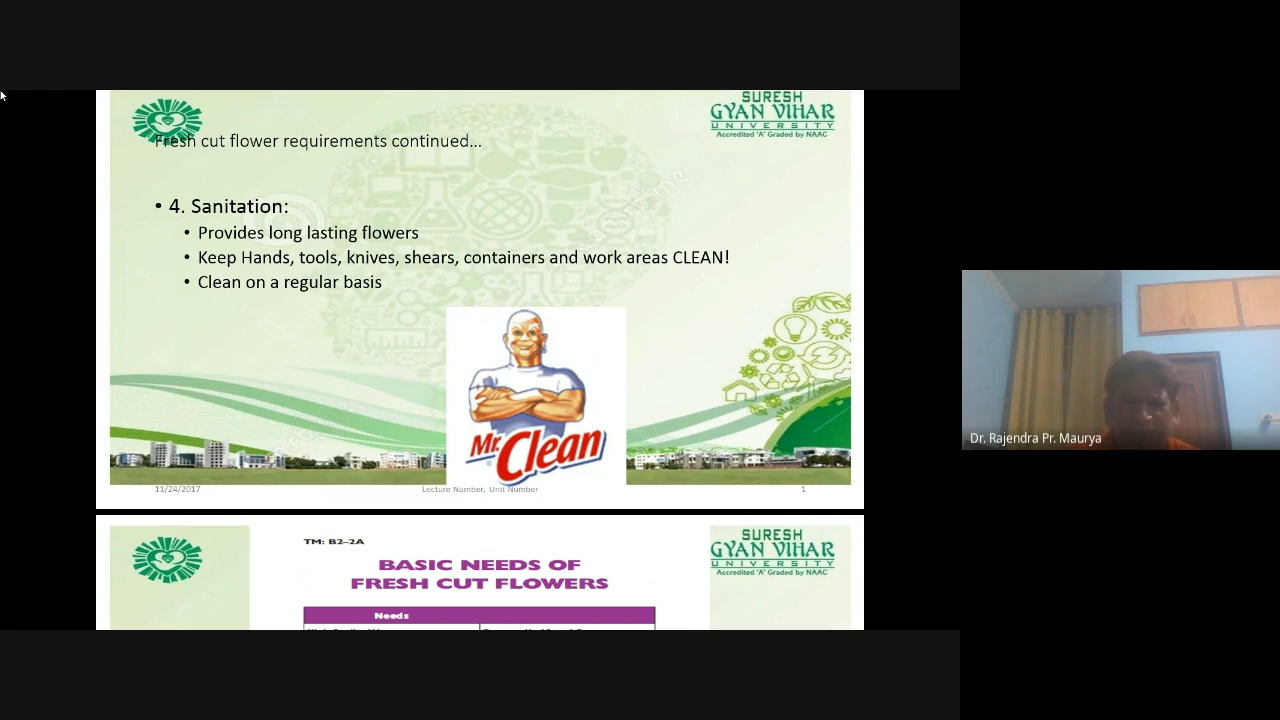 SURESH
GYAN VIHAR
UNIVERSITY
Accredited 'A' Graded by NAAC
Fresh cut flower requirements continued...
• 4. Sanitation:
• Provides long lasting flowers
• Keep Hands, tools, knives, shears, containers and work areas CLEAN!
• Clean on a regular basis
Mr. Clean
11/24/2017
Lecture Number, Unit Number
1
TM: B2–2A
BASIC NEEDS OF
FRESH CUT FLOWERS
Needs
SURESH
GYAN VIHAR
UNIVERSITY
Accredited 'A' Graded by NAAC
Dr. Rajendra Pr. Maurya